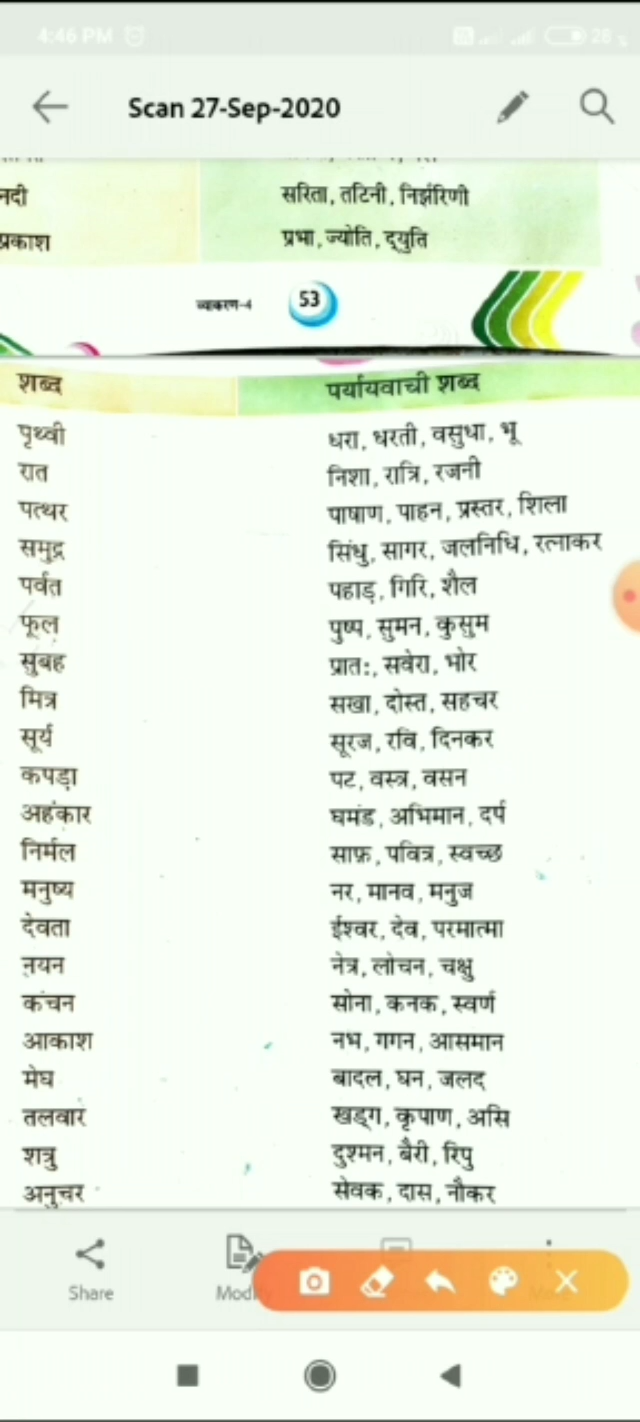 4:46 PM
28
Scan 27-Sep-2020
नदी सरिता, तटिनी, निर्झरिणी
प्रकाश प्रभा, ज्योति, द्युति
व्याकरण-4 53
शब्द पर्यायवाची शब्द
पृथ्वी धरा, धरती, वसुधा, भू
रात निशा, रात्रि, रजनी
पत्थर पाषाण, पाहन, प्रस्तर, शिला
समुद्र सिंधु, सागर, जलनिधि, रत्नाकर
पर्वत पहाड़, गिरि, शैल
फूल पुष्प, सुमन, कुसुम
सुबह प्रातः, सवेरा, भोर
मित्र सखा, दोस्त, सहचर
सूर्य सूरज, रवि, दिनकर
कपड़ा पट, वस्त्र, वसन
अहंकार घमंड, अभिमान, दर्प
निर्मल साफ़, पवित्र, स्वच्छ
मनुष्य नर, मानव, मनुज
देवता ईश्वर, देव, परमात्मा
नयन नेत्र, लोचन, चक्षु
कंचन सोना, कनक, स्वर्ण
आकाश नभ, गगन, आसमान
मेघ बादल, घन, जलद
तलवार खड्ग, कृपाण, असि
शत्रु दुश्मन, बैरी, रिपु
अनुचर सेवक, दास, नौकर
Share Modi